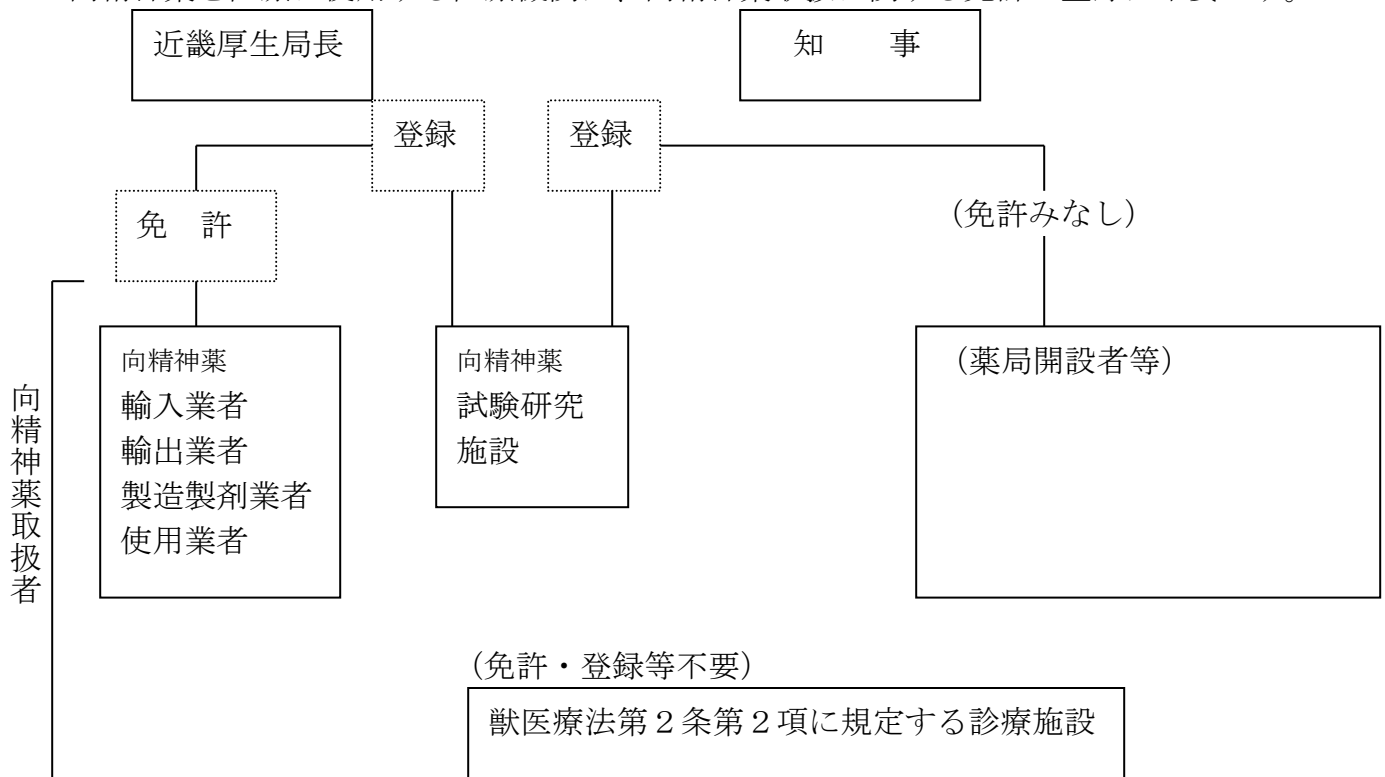 近畿厚生局長
知　　事
登録
登録
免　許
（免許みなし）
向精神薬取扱者
向精神薬
輸入業者
輸出業者
製造製剤業者
使用業者
向精神薬
試験研究
施設
（薬局開設者等）
（免許・登録等不要）
獣医療法第２条第２項に規定する診療施設